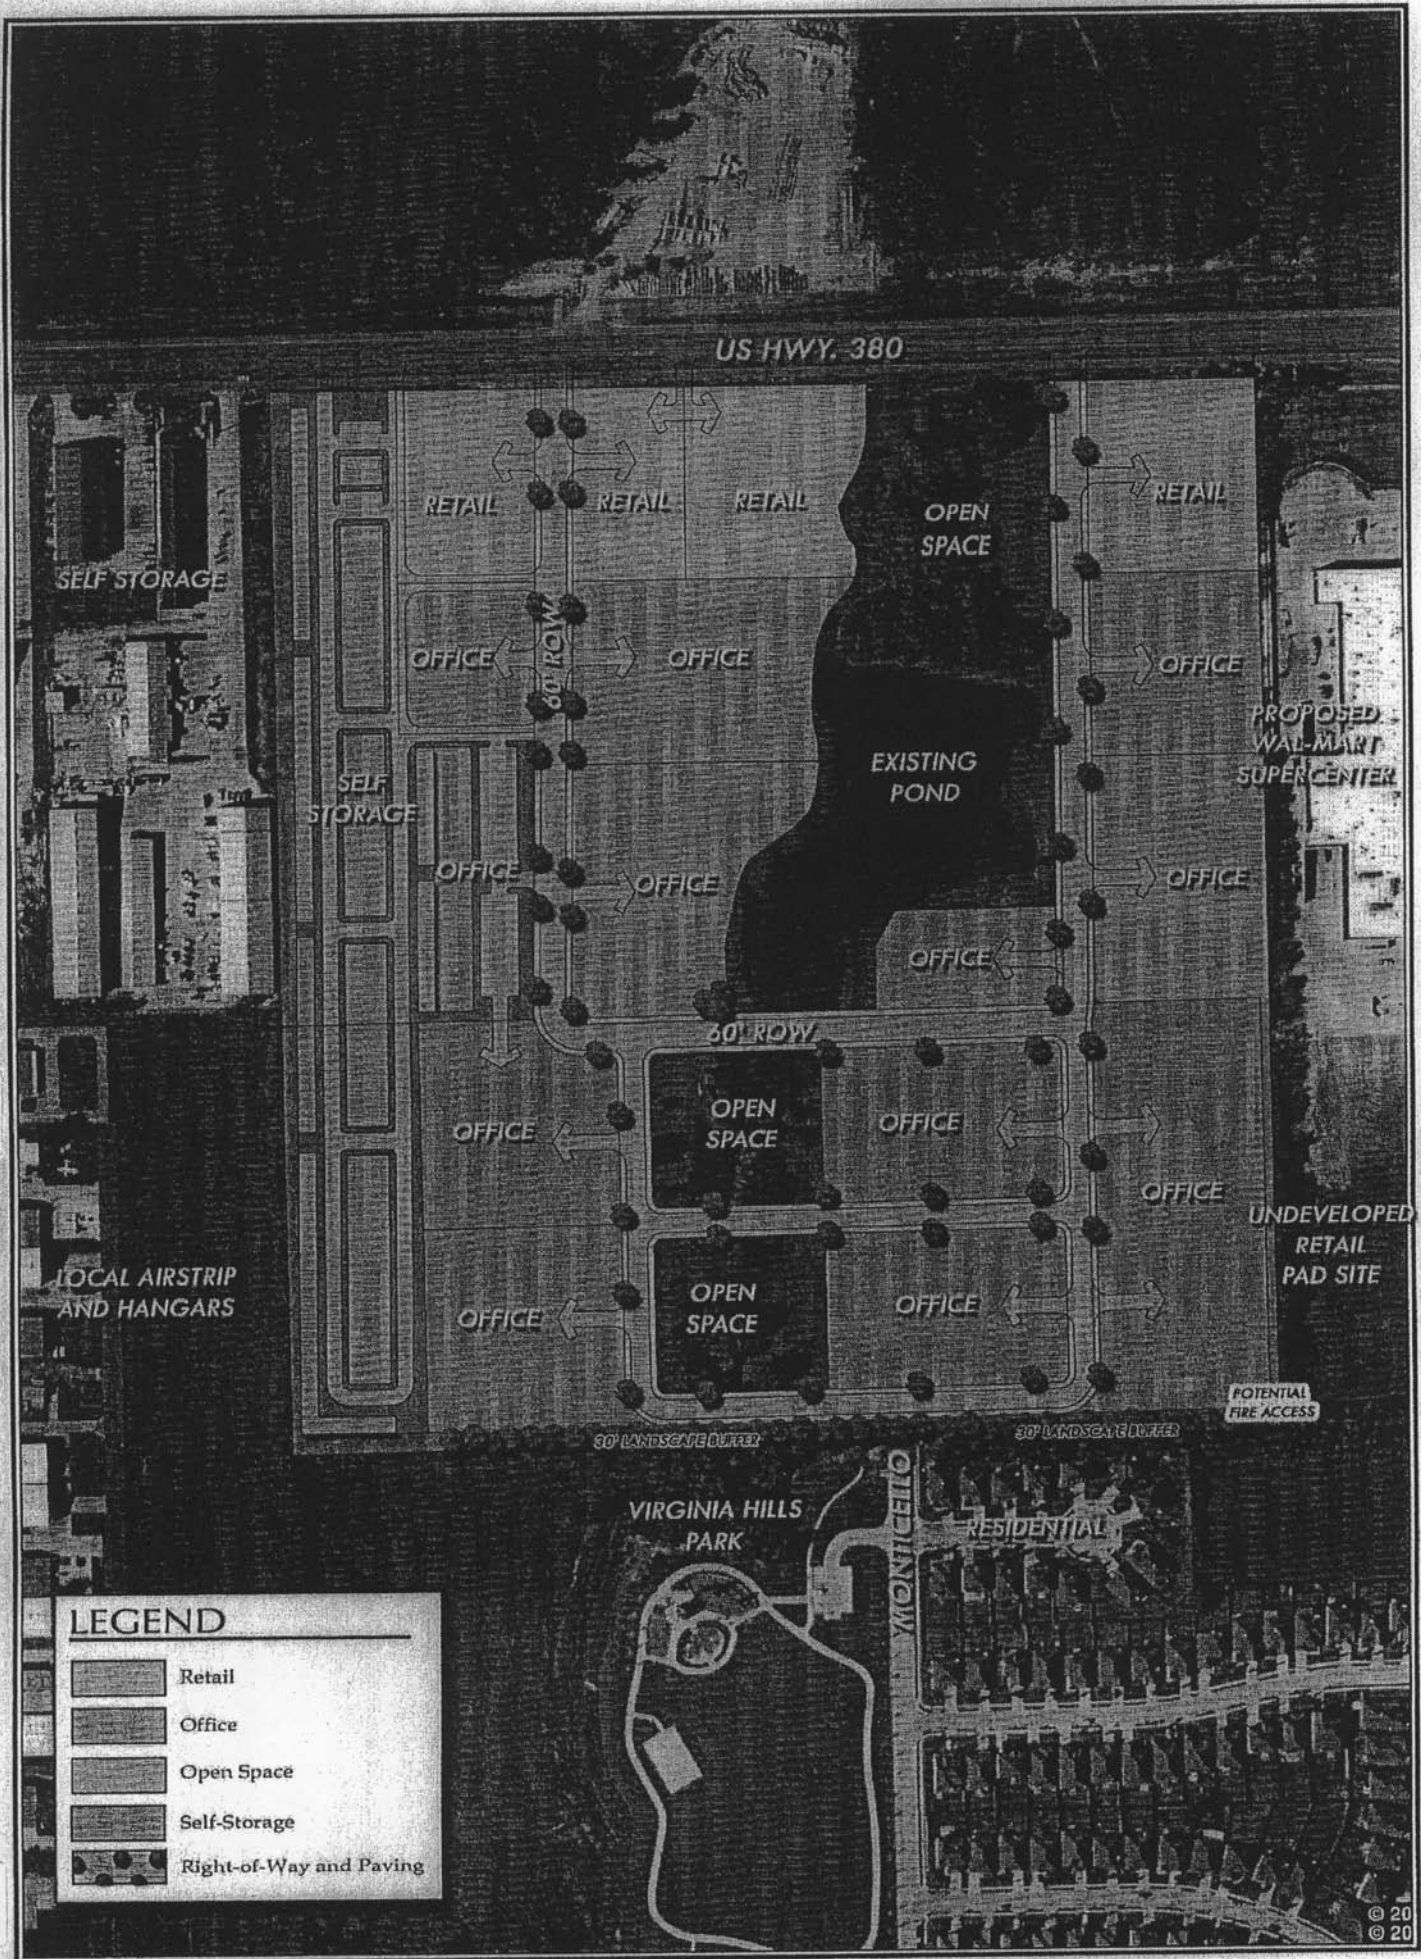 US HWY. 380
RETAIL
RETAIL
RETAIL
OPEN
SPACE
RETAIL
SELF STORAGE
60' ROW
OFFICE
OFFICE
OFFICE
PROPOSED
WAL-MART
SUPERCENTER
EXISTING
POND
SELF
STORAGE
OFFICE
OFFICE
OFFICE
OFFICE
60' ROW
OPEN
SPACE
OFFICE
OFFICE
OFFICE
UNDEVELOPED
RETAIL
PAD SITE
LOCAL AIRSTRIP
AND HANGARS
OPEN
SPACE
OFFICE
OFFICE
POTENTIAL
FIRE ACCESS
30' LANDSCAPE BUFFER
30' LANDSCAPE BUFFER
VIRGINIA HILLS
PARK
MONTICELLO
RESIDENTIAL
LEGEND
Retail
Office
Open Space
Self-Storage
Right-of-Way and Paving
© 20
© 20